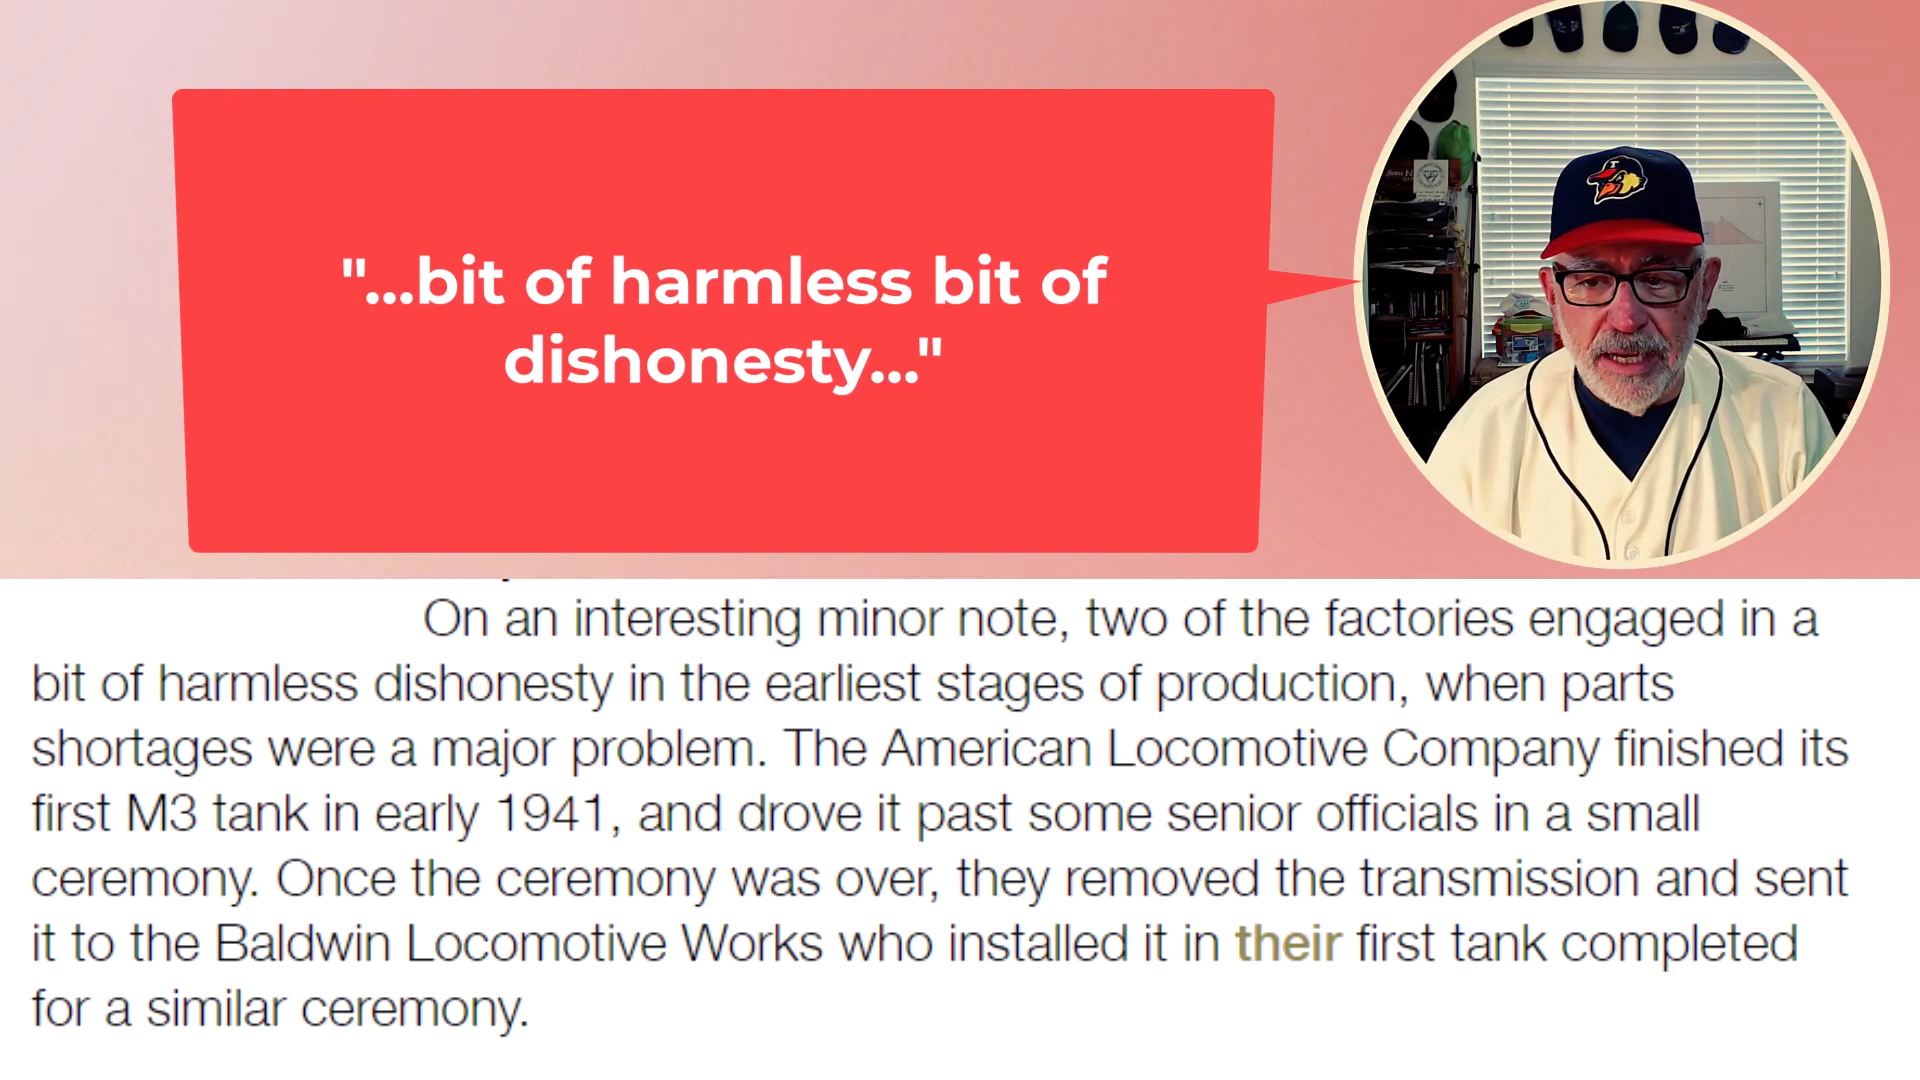 "...bit of harmless bit of
dishonesty..."
T
On an interesting minor note, two of the factories engaged in a
bit of harmless dishonesty in the earliest stages of production, when parts
shortages were a major problem. The American Locomotive Company finished its
first M3 tank in early 1941, and drove it past some senior officials in a small
ceremony. Once the ceremony was over, they removed the transmission and sent
it to the Baldwin Locomotive Works who installed it in their first tank completed
for a similar ceremony.